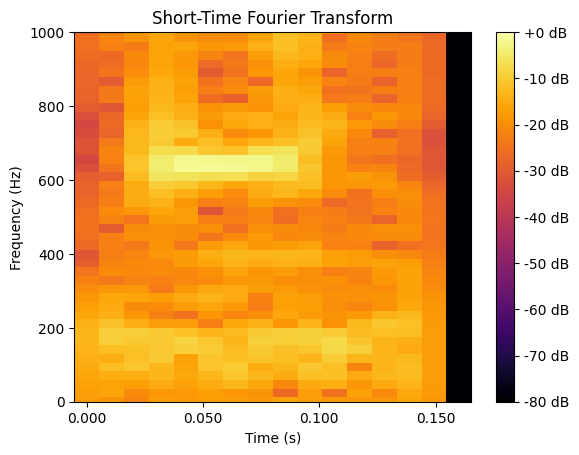 Short-Time Fourier Transform
1000
800
600
400
200
0
Frequency (Hz)
0.000
0.050
0.100
0.150
Time (s)
+0 dB
-10 dB
-20 dB
-30 dB
-40 dB
-50 dB
-60 dB
-70 dB
-80 dB